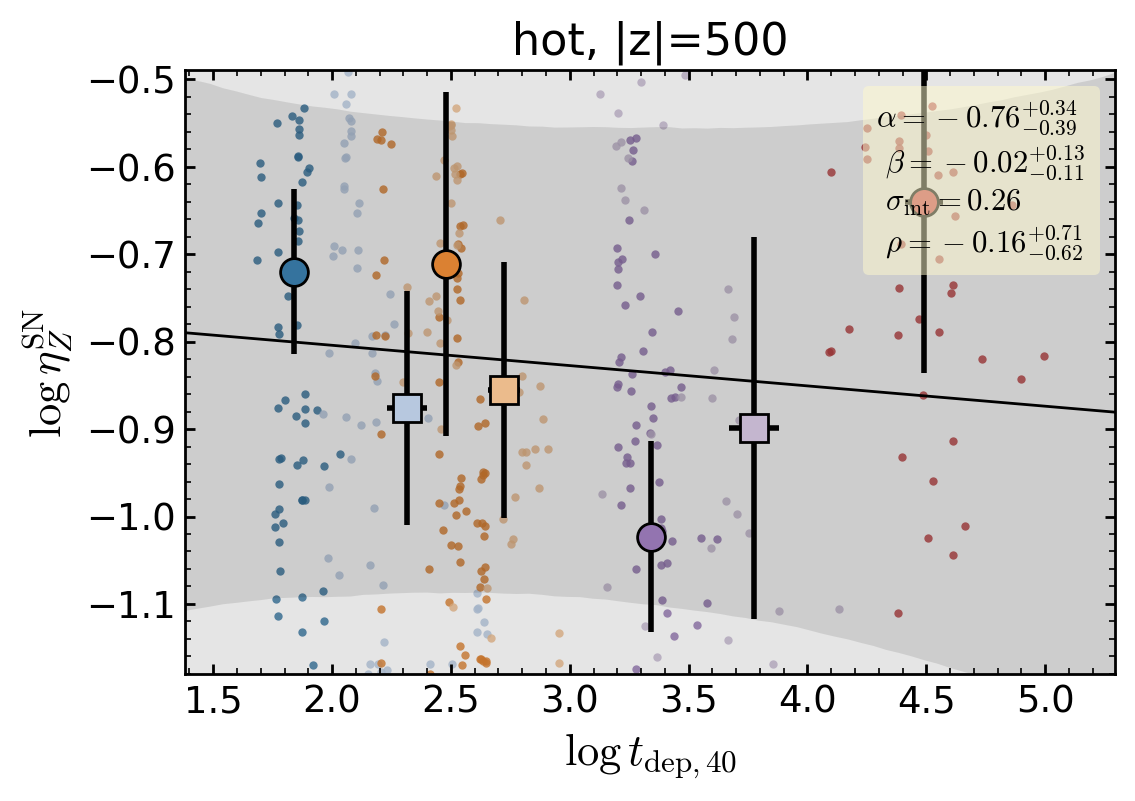 hot, |z|=500
α = −0.76^{+0.34}_{−0.39}
β = −0.02^{+0.13}_{−0.11}
σ_int = 0.26
ρ = −0.16^{+0.71}_{−0.62}
log η_Z^SN
−0.5
−0.6
−0.7
−0.8
−0.9
−1.0
−1.1
1.5 2.0 2.5 3.0 3.5 4.0 4.5 5.0
log t_{dep, 40}